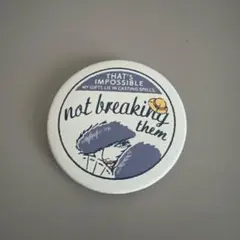 THAT'S
IMPOSSIBLE
MY GIFTS LIE IN CASTING SPELLS,
not breaking
them